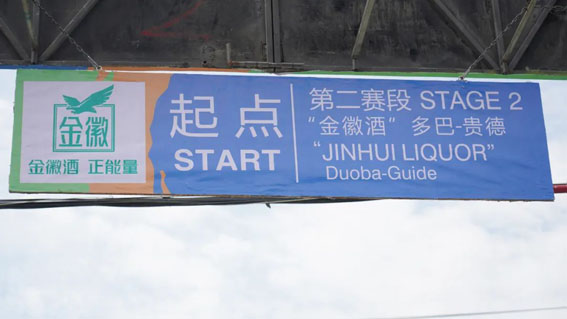 金徽
金徽酒 正能量
起点
START
第二赛段 STAGE 2
“金徽酒” 多巴-贵德
“JINHUI LIQUOR”
Duoba-Guide